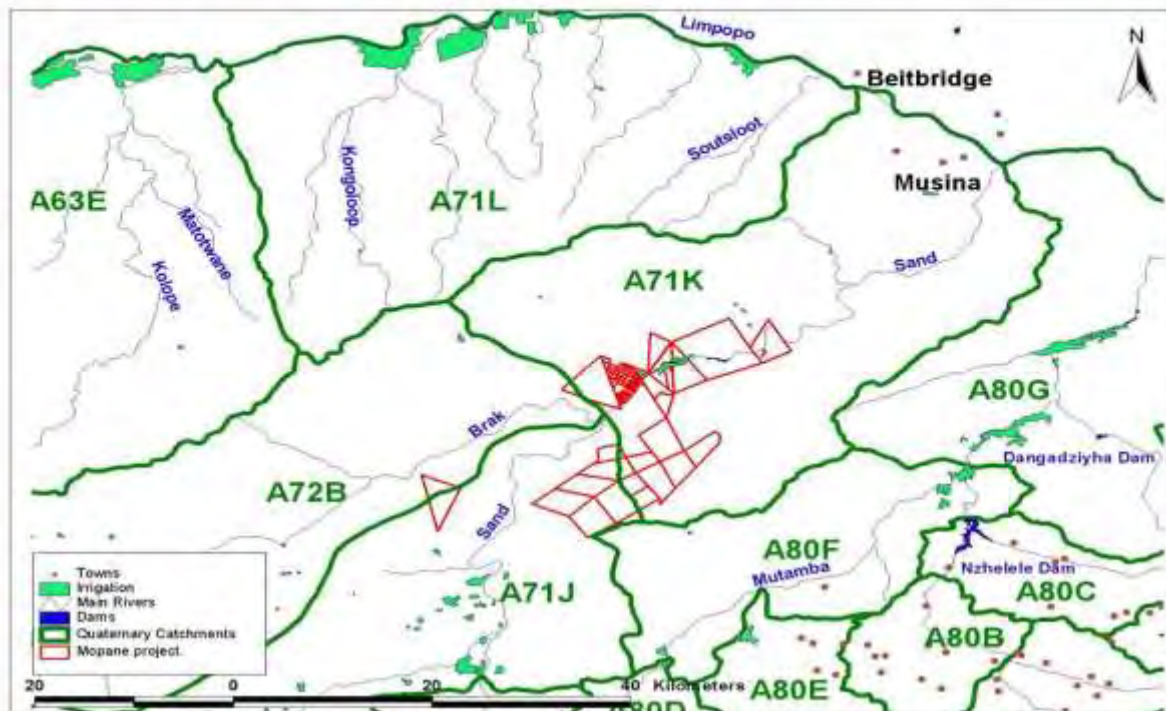 Limpopo
N
Beitbridge
Soutsloot
Musina
A63E
Kongoloop
A71L
Matotwane
Kolope
Sand
A71K
A80G
Brak
Dangadziyha Dam
A72B
Sand
A80F
Mutamba
Nzhelele Dam
A71J
A80C
A80B
A80E
A80D
Towns
Irrigation
Main Rivers
Dams
Quaternary Catchments
Mopane project.
20 0 20 40 Kilometers